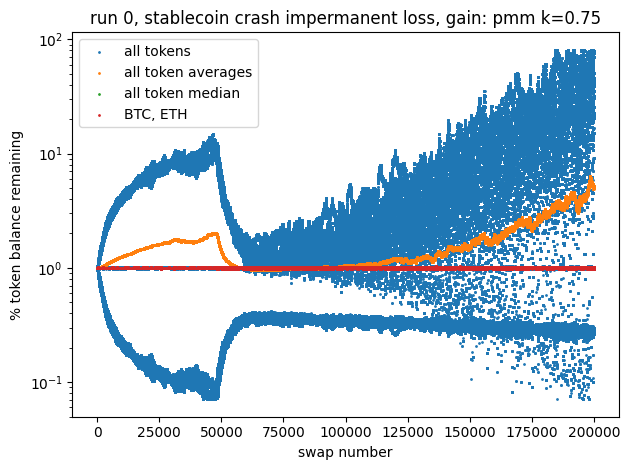 run 0, stablecoin crash impermanent loss, gain: pmm k=0.75
10²
all tokens
all token averages
all token median
BTC, ETH
10¹
10⁰
10⁻¹
% token balance remaining
0 25000 50000 75000 100000 125000 150000 175000 200000
swap number